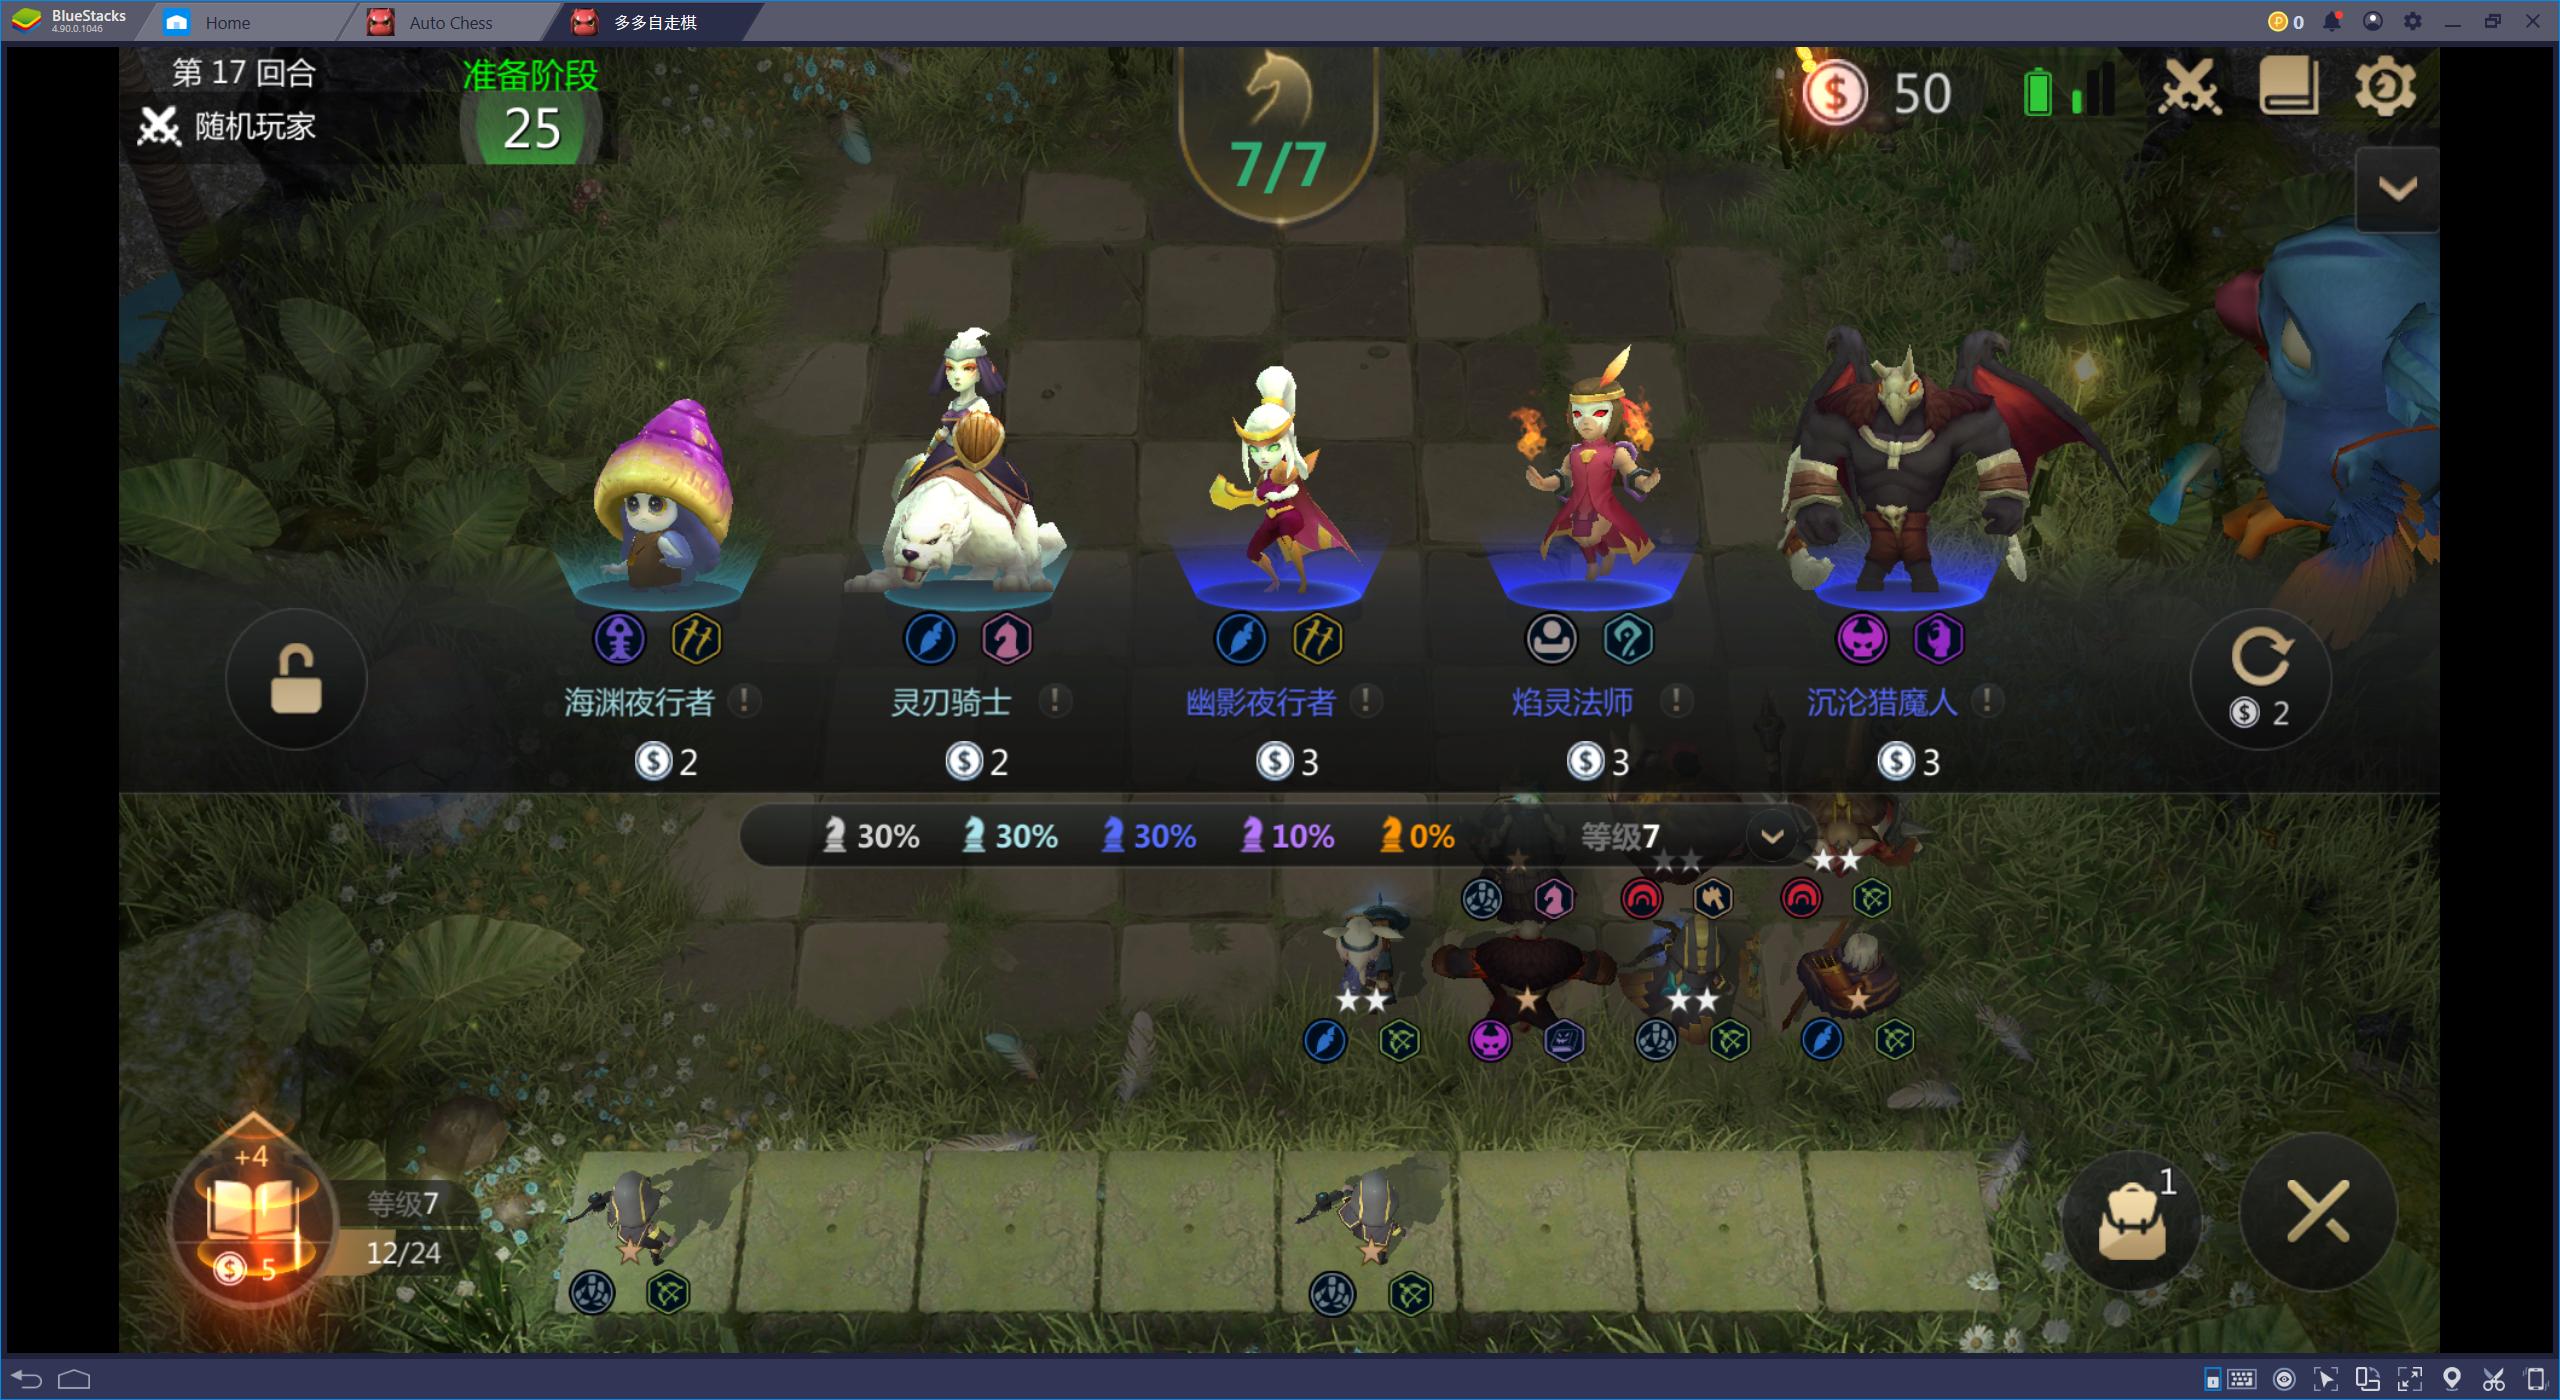 BlueStacks
4.90.0.1046
Home
Auto Chess
多多自走棋
0
第 17 回合
随机玩家
准备阶段
25
7/7
50
海渊夜行者
2
灵刃骑士
2
幽影夜行者
3
焰灵法师
3
沉沦猎魔人
3
2
30%
30%
30%
10%
0%
等级7
+4
5
等级7
12/24
1